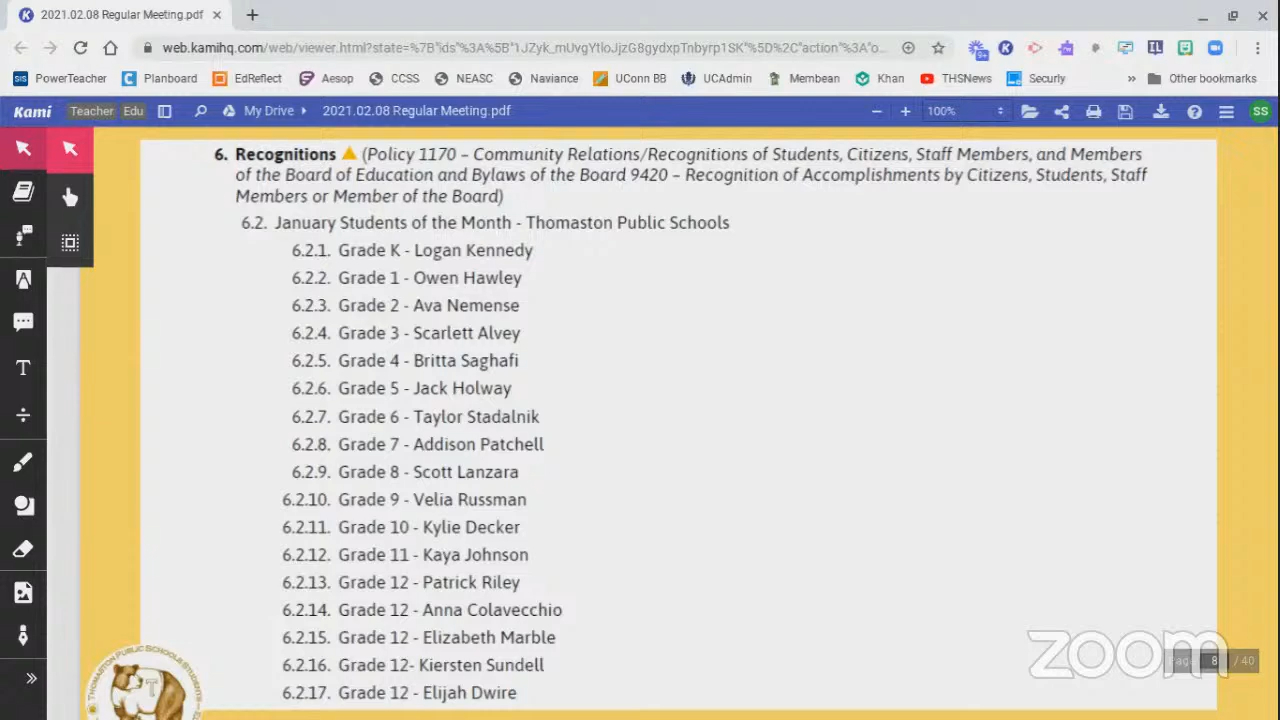 2021.02.08 Regular Meeting.pdf
web.kamihq.com/web/viewer.html?state=%7B"ids"%3A%5B"1JZyk_mUvgYtloJjzG8gydxpTnbyrp1SK"%5D%2C"action"%3A"o...
PowerTeacher Planboard EdReflect Aesop CCSS NEASC Naviance UConn BB UCAdmin Membean Khan THSNews Securly » Other bookmarks
Kami Teacher Edu My Drive 2021.02.08 Regular Meeting.pdf 100% SS
6. Recognitions (Policy 1170 – Community Relations/Recognitions of Students, Citizens, Staff Members, and Members
of the Board of Education and Bylaws of the Board 9420 – Recognition of Accomplishments by Citizens, Students, Staff
Members or Member of the Board)
6.2. January Students of the Month - Thomaston Public Schools
6.2.1. Grade K - Logan Kennedy
6.2.2. Grade 1 - Owen Hawley
6.2.3. Grade 2 - Ava Nemense
6.2.4. Grade 3 - Scarlett Alvey
6.2.5. Grade 4 - Britta Saghafi
6.2.6. Grade 5 - Jack Holway
6.2.7. Grade 6 - Taylor Stadalnik
6.2.8. Grade 7 - Addison Patchell
6.2.9. Grade 8 - Scott Lanzara
6.2.10. Grade 9 - Velia Russman
6.2.11. Grade 10 - Kylie Decker
6.2.12. Grade 11 - Kaya Johnson
6.2.13. Grade 12 - Patrick Riley
6.2.14. Grade 12 - Anna Colavecchio
6.2.15. Grade 12 - Elizabeth Marble
6.2.16. Grade 12- Kiersten Sundell
6.2.17. Grade 12 - Elijah Dwire
THOMASTON PUBLIC SCHOOLS
T
zoom
Page 8 / 40